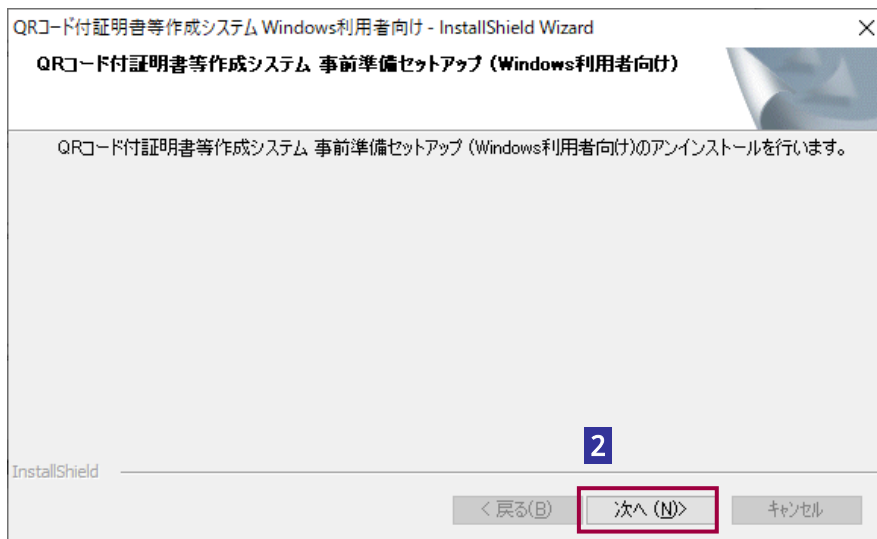 QRコード付証明書等作成システム Windows利用者向け - InstallShield Wizard
QRコード付証明書等作成システム 事前準備セットアップ (Windows利用者向け)
QRコード付証明書等作成システム 事前準備セットアップ (Windows利用者向け)のアンインストールを行います。
2
InstallShield
< 戻る(B) 次へ (N)> キャンセル